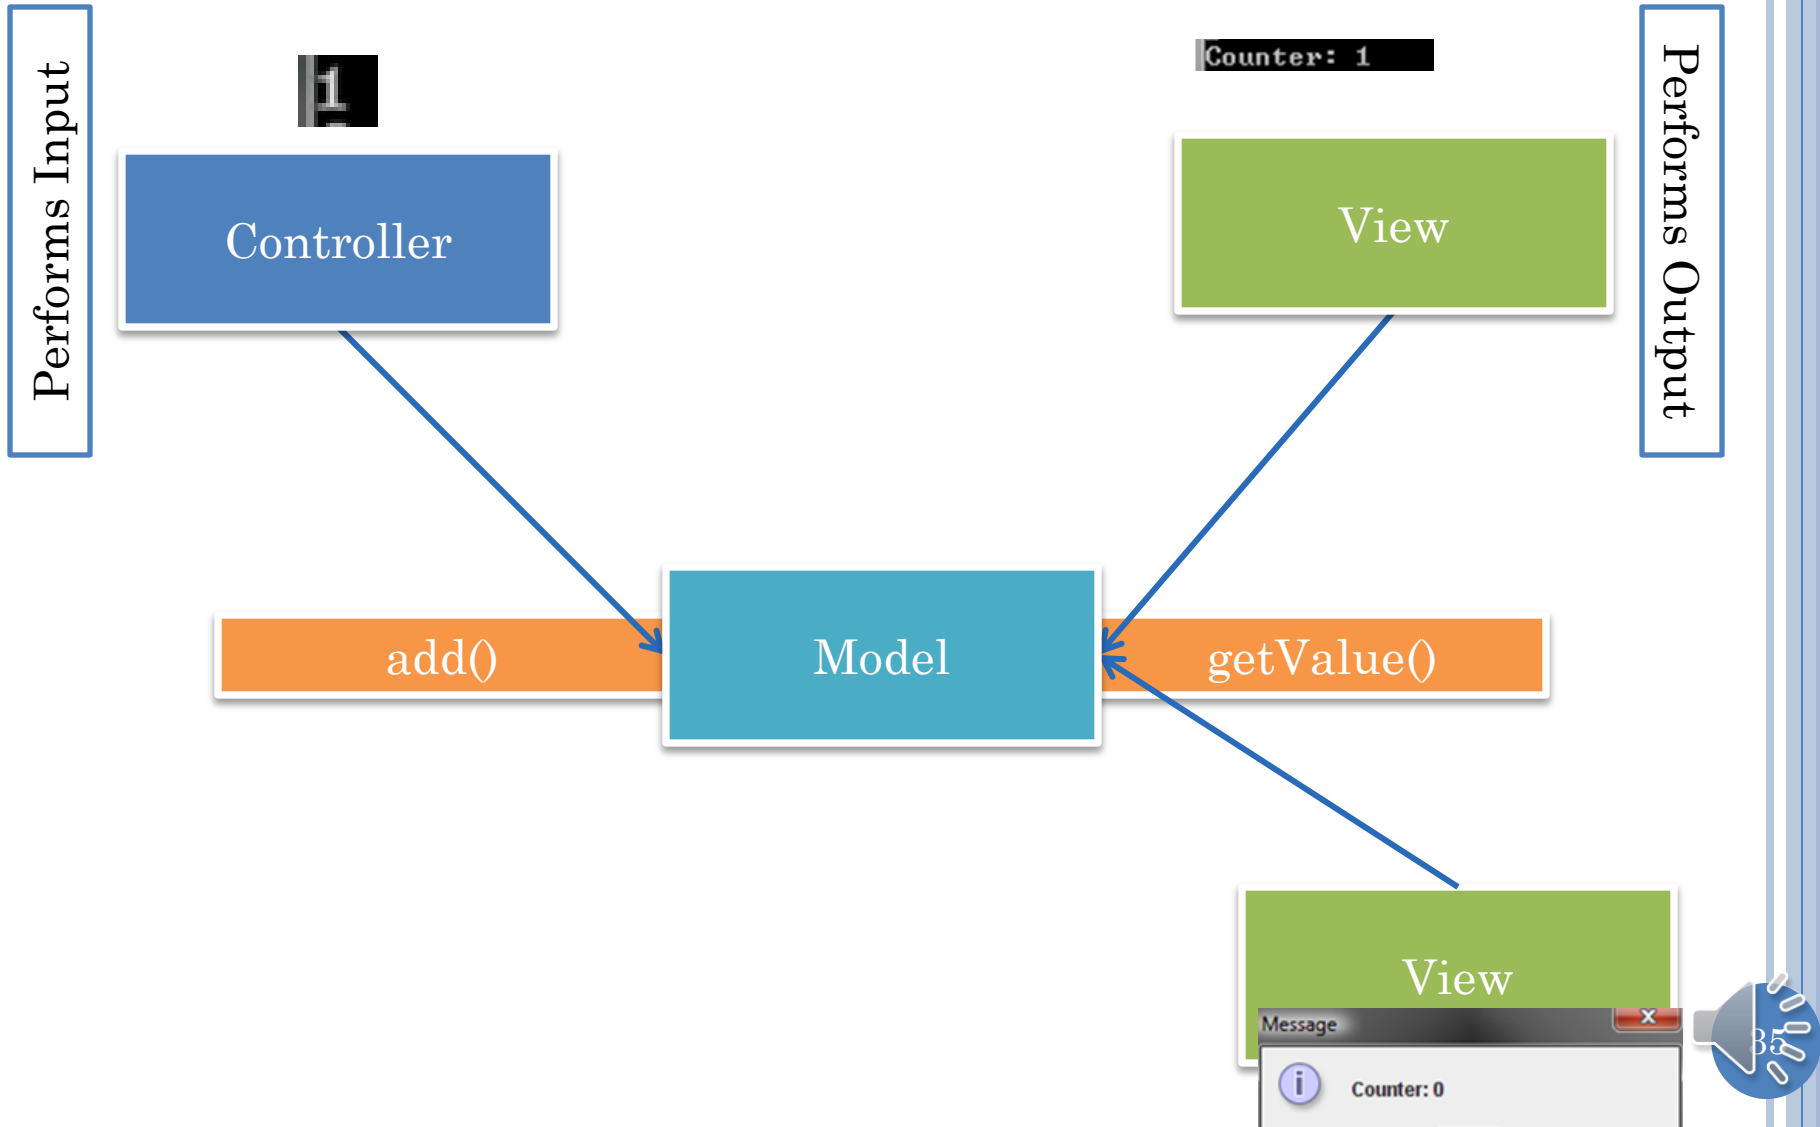 Performs Input
1
Counter: 1
Performs Output
Controller
View
add()
Model
getValue()
View
Message
Counter: 0
35